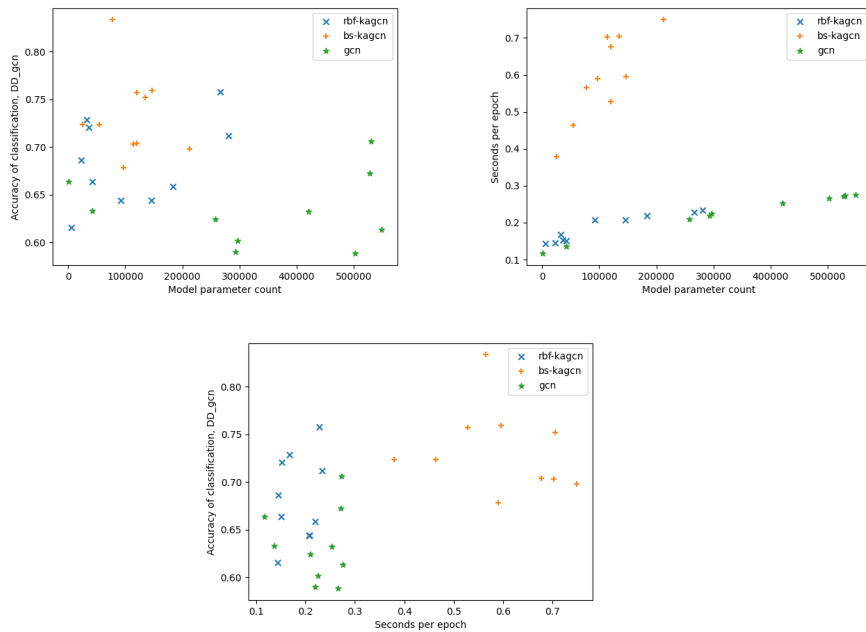 Accuracy of classification, DD_gcn
0.80
0.75
0.70
0.65
0.60
rbf-kagcn
bs-kagcn
gcn
0
100000
200000
300000
400000
500000
Model parameter count
Seconds per epoch
0.7
0.6
0.5
0.4
0.3
0.2
0.1
rbf-kagcn
bs-kagcn
gcn
0
100000
200000
300000
400000
500000
Model parameter count
Accuracy of classification, DD_gcn
0.80
0.75
0.70
0.65
0.60
rbf-kagcn
bs-kagcn
gcn
0.1
0.2
0.3
0.4
0.5
0.6
0.7
Seconds per epoch